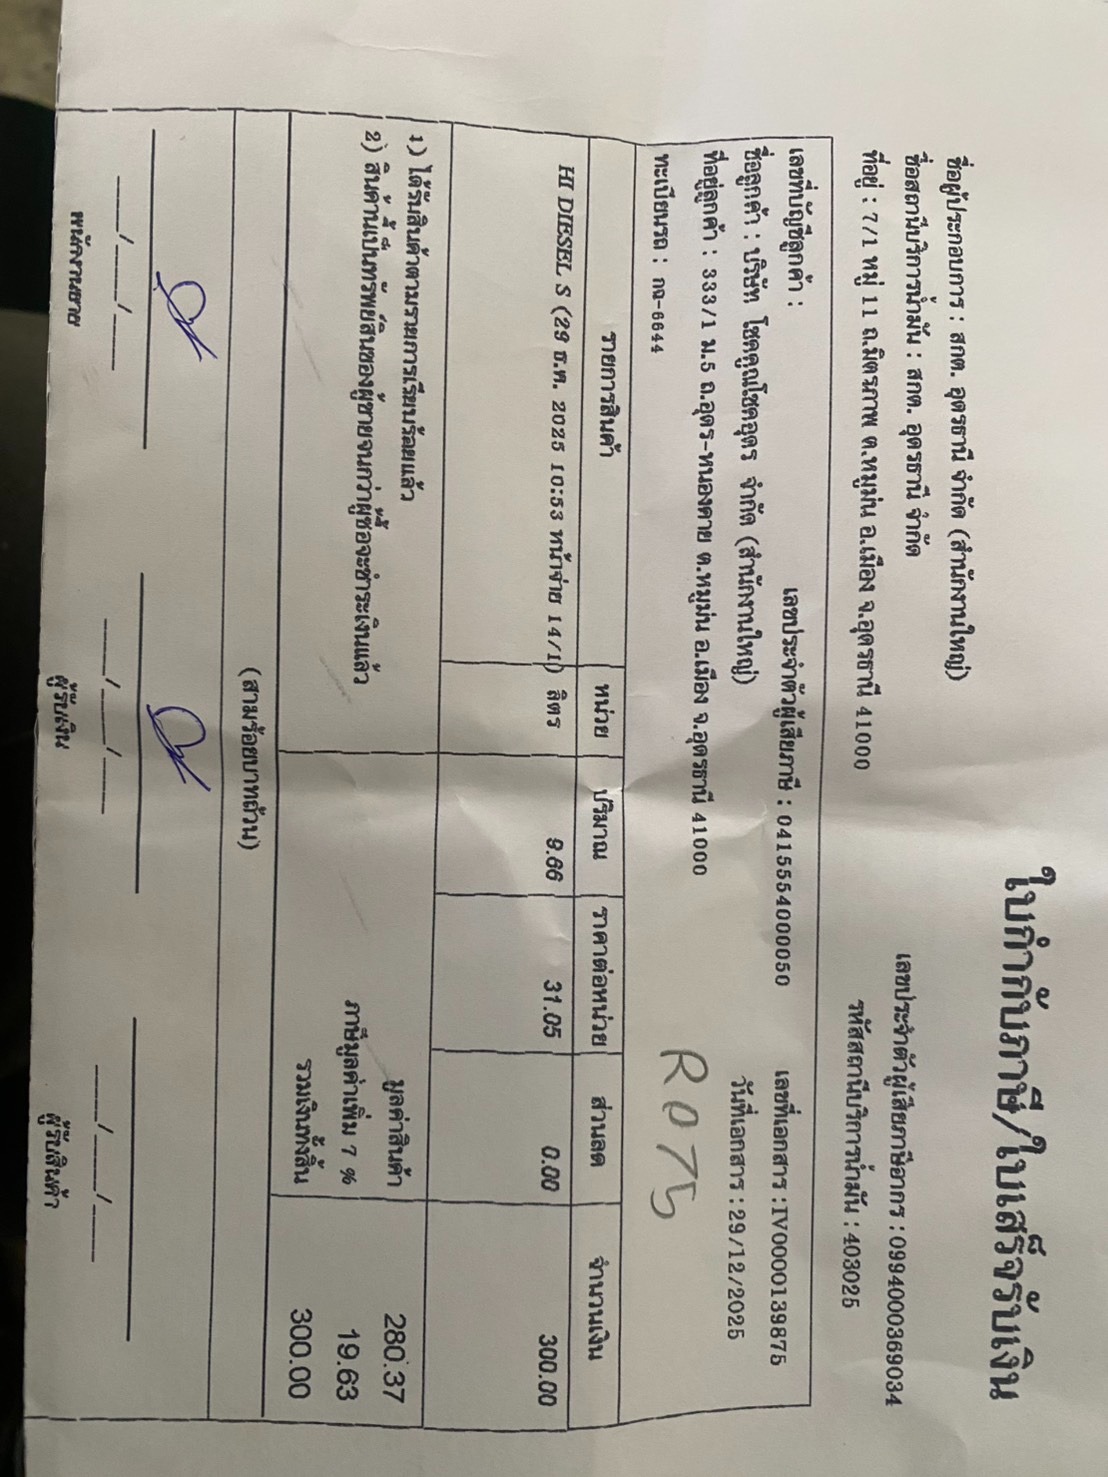 ใบกำกับภาษี/ใบเสร็จรับเงิน
ชื่อผู้ประกอบการ : สกต. อุดรธานี จำกัด (สำนักงานใหญ่)
เลขประจำตัวผู้เสียภาษีอากร : 0994000369034
ชื่อสถานีบริการน้ำมัน : สกต. อุดรธานี จำกัด
รหัสสถานีบริการน้ำมัน : 403025
ที่อยู่ : 7/1 หมู่ 11 ถ.มิตรภาพ ต.หมูม่น อ.เมือง จ.อุดรธานี 41000
เลขที่บัญชีลูกค้า :
เลขประจำตัวผู้เสียภาษี : 0415554000050
เลขที่เอกสาร : IV0000139875
ชื่อลูกค้า : บริษัท โชคคูณโชคอุดร จำกัด (สำนักงานใหญ่)
วันที่เอกสาร : 29/12/2025
ที่อยู่ลูกค้า : 333/1 ม.5 ถ.อุดร-หนองคาย ต.หมูม่น อ.เมือง จ.อุดรธานี 41000
ทะเบียนรถ : กจ-6644
R075
รายการสินค้า หน่วย ปริมาณ ราคาต่อหน่วย ส่วนลด จำนวนเงิน
HI DIESEL S (29 ธ.ค. 2025 10:53 หน้าจ่าย 14/1) ลิตร 9.66 31.05 0.00 300.00
1) ได้รับสินค้าตามรายการเรียบร้อยแล้ว
2) สินค้านี้เป็นทรัพย์สินของผู้ขายจนกว่าผู้ซื้อจะชำระเงินแล้ว
มูลค่าสินค้า 280.37
ภาษีมูลค่าเพิ่ม 7 % 19.63
รวมเงินทั้งสิ้น 300.00
(สามร้อยบาทถ้วน)
___/___/___ ___/___/___ ___/___/___
พนักงานขาย ผู้รับเงิน ผู้รับสินค้า